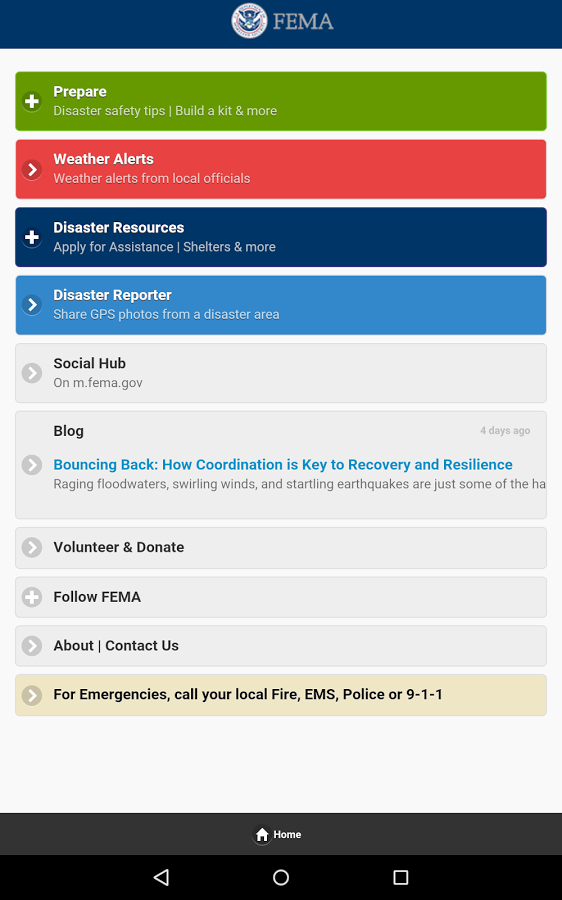 FEMA
Prepare
Disaster safety tips | Build a kit & more
Weather Alerts
Weather alerts from local officials
Disaster Resources
Apply for Assistance | Shelters & more
Disaster Reporter
Share GPS photos from a disaster area
Social Hub
On m.fema.gov
Blog
4 days ago
Bouncing Back: How Coordination is Key to Recovery and Resilience
Raging floodwaters, swirling winds, and startling earthquakes are just some of the ha
Volunteer & Donate
Follow FEMA
About | Contact Us
For Emergencies, call your local Fire, EMS, Police or 9-1-1
Home